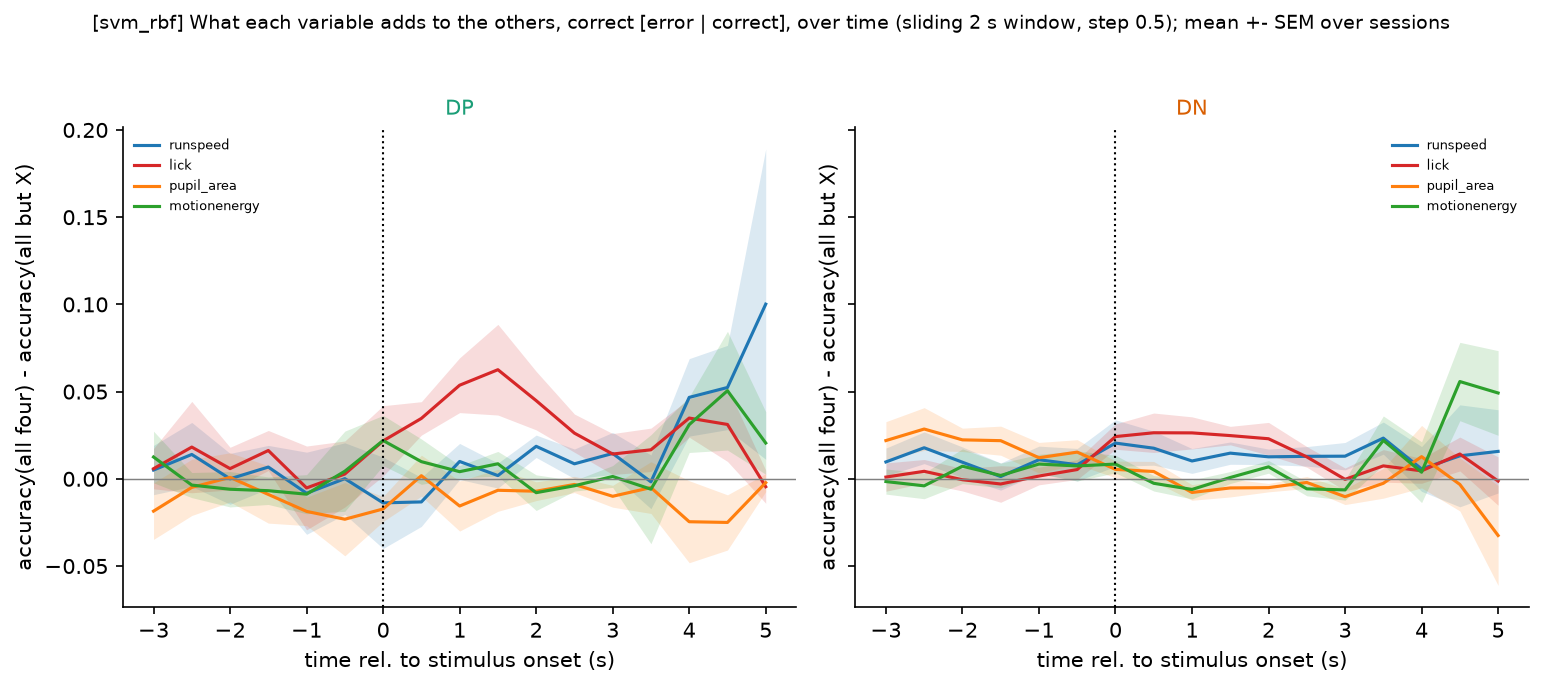 [svm_rbf] What each variable adds to the others, correct [error | correct], over time (sliding 2 s window, step 0.5); mean +- SEM over sessions
DP
accuracy(all four) - accuracy(all but X)
0.20
0.15
0.10
0.05
0.00
−0.05
runspeed
lick
pupil_area
motionenergy
−3 −2 −1 0 1 2 3 4 5
time rel. to stimulus onset (s)
DN
accuracy(all four) - accuracy(all but X)
runspeed
lick
pupil_area
motionenergy
−3 −2 −1 0 1 2 3 4 5
time rel. to stimulus onset (s)